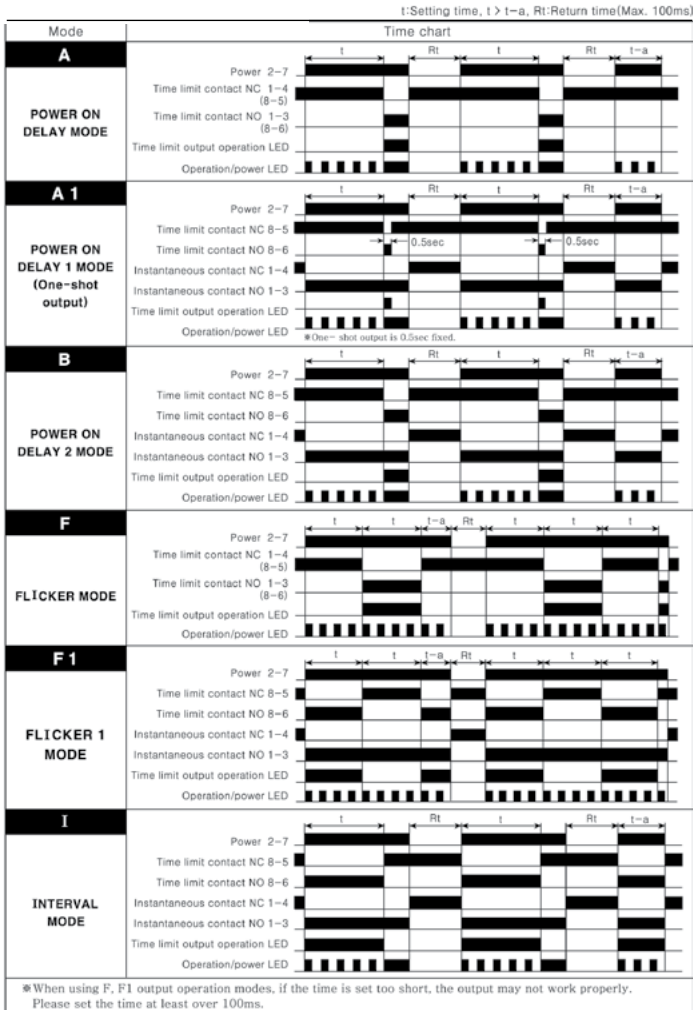 t:Setting time, t > t-a, Rt:Return time(Max. 100ms)
Mode
Time chart
A
POWER ON
DELAY MODE
t
Rt
t
Rt
t-a
Power 2-7
Time limit contact NC 1-4
(8-5)
Time limit contact NO 1-3
(8-6)
Time limit output operation LED
Operation/power LED
A 1
POWER ON
DELAY 1 MODE
(One-shot
output)
t
Rt
t
Rt
t-a
Power 2-7
Time limit contact NC 8-5
0.5sec
0.5sec
Time limit contact NO 8-6
Instantaneous contact NC 1-4
Instantaneous contact NO 1-3
Time limit output operation LED
Operation/power LED
※One- shot output is 0.5sec fixed.
B
POWER ON
DELAY 2 MODE
t
Rt
t
Rt
t-a
Power 2-7
Time limit contact NC 8-5
Time limit contact NO 8-6
Instantaneous contact NC 1-4
Instantaneous contact NO 1-3
Time limit output operation LED
Operation/power LED
F
FLICKER MODE
t
t
t-a
Rt
t
t
t
Power 2-7
Time limit contact NC 1-4
(8-5)
Time limit contact NO 1-3
(8-6)
Time limit output operation LED
Operation/power LED
F 1
FLICKER 1
MODE
t
t
t-a
Rt
t
t
t
Power 2-7
Time limit contact NC 8-5
Time limit contact NO 8-6
Instantaneous contact NC 1-4
Instantaneous contact NO 1-3
Time limit output operation LED
Operation/power LED
I
INTERVAL
MODE
t
Rt
t
Rt
t-a
Power 2-7
Time limit contact NC 8-5
Time limit contact NO 8-6
Instantaneous contact NC 1-4
Instantaneous contact NO 1-3
Time limit output operation LED
Operation/power LED
※When using F, F1 output operation modes, if the time is set too short, the output may not work properly.
Please set the time at least over 100ms.